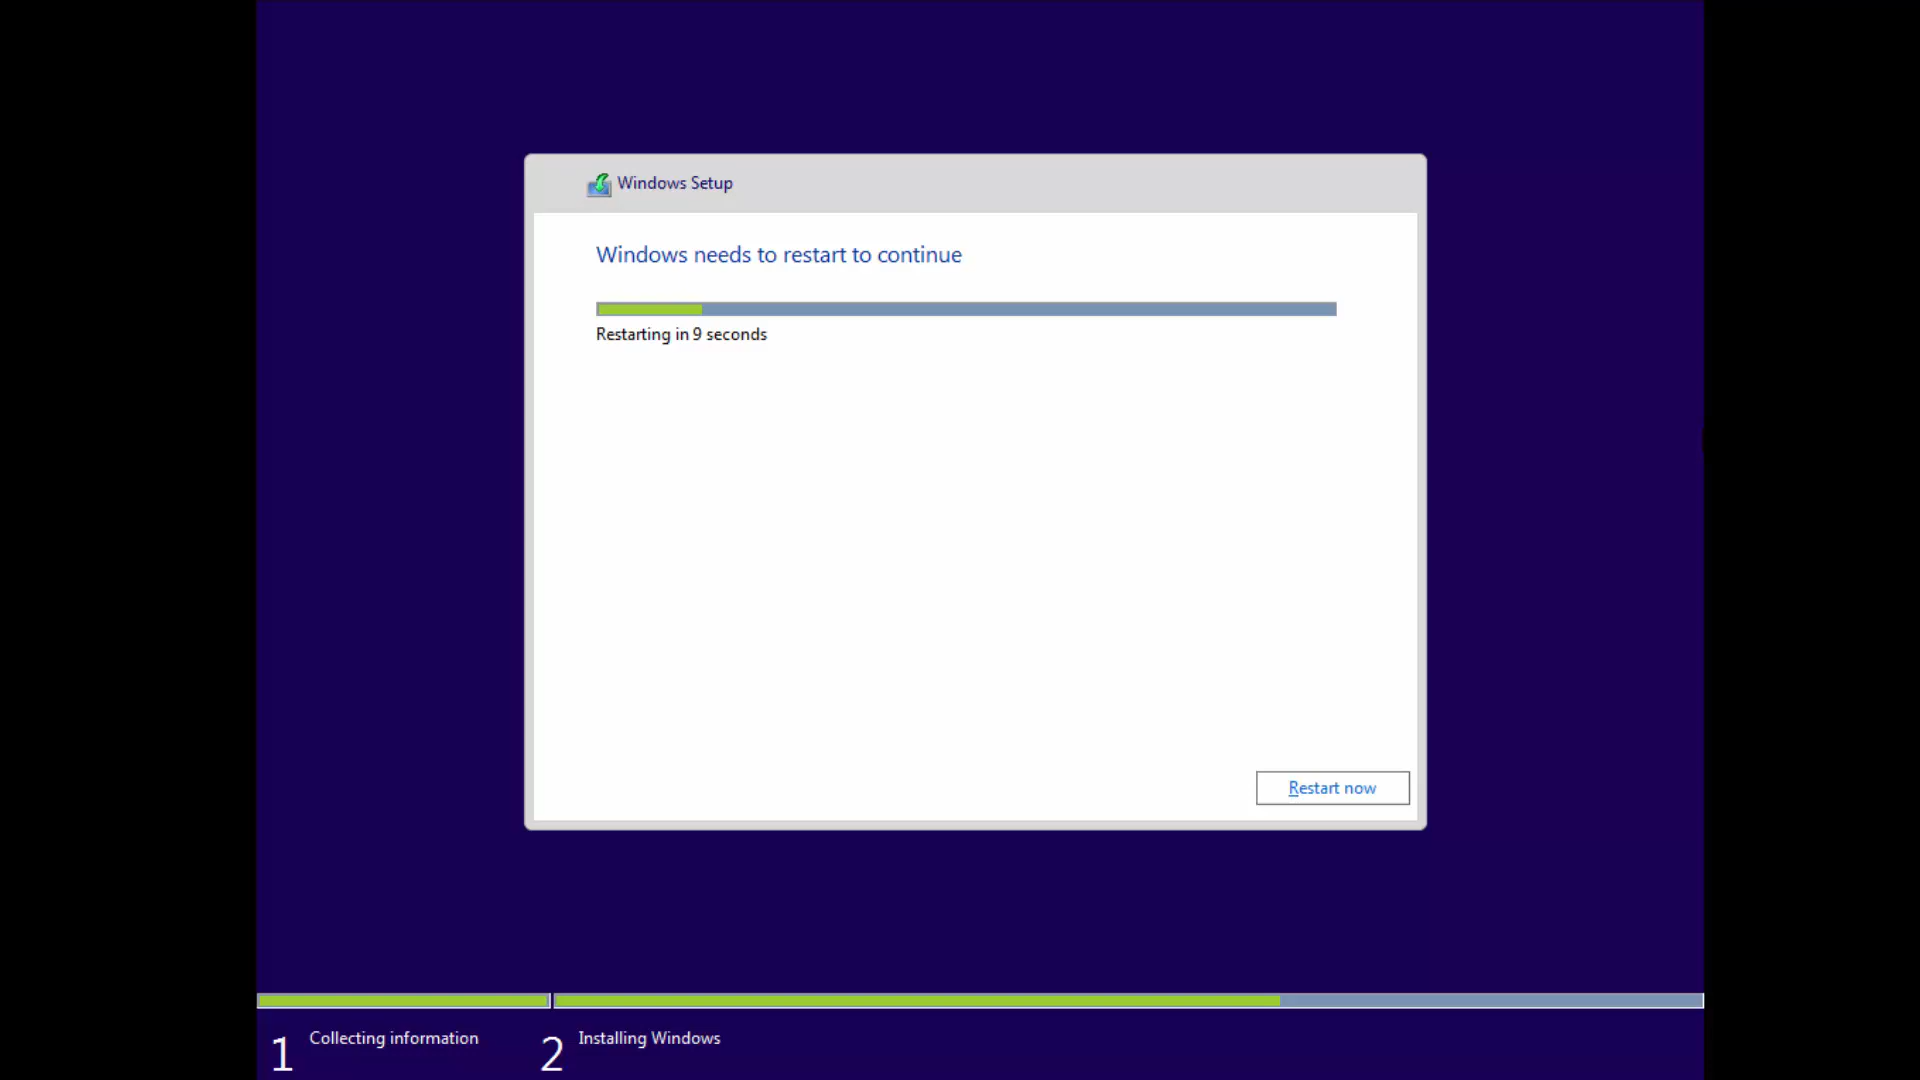 Windows Setup
Windows needs to restart to continue
Restarting in 9 seconds
Restart now
1 Collecting information
2 Installing Windows